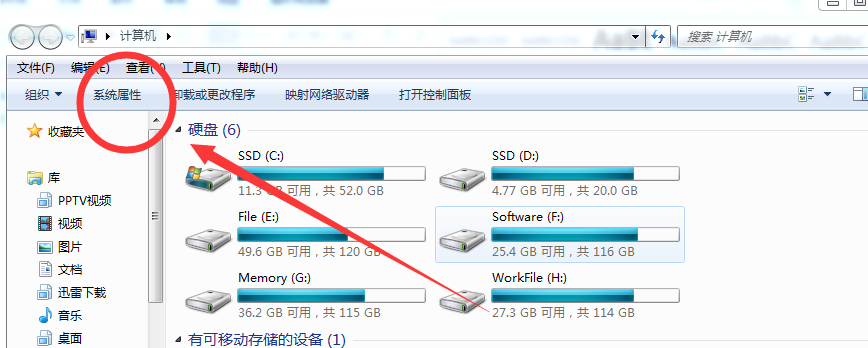 计算机
搜索 计算机
文件(F) 编辑(E) 查看(V) 工具(T) 帮助(H)
组织 系统属性 卸载或更改程序 映射网络驱动器 打开控制面板
收藏夹
库
PPTV视频
视频
图片
文档
迅雷下载
音乐
桌面
硬盘 (6)
SSD (C:)
11.3 GB 可用，共 52.0 GB
SSD (D:)
4.77 GB 可用，共 20.0 GB
File (E:)
49.6 GB 可用，共 120 GB
Software (F:)
25.4 GB 可用，共 116 GB
Memory (G:)
36.2 GB 可用，共 115 GB
WorkFile (H:)
27.3 GB 可用，共 114 GB
有可移动存储的设备 (1)